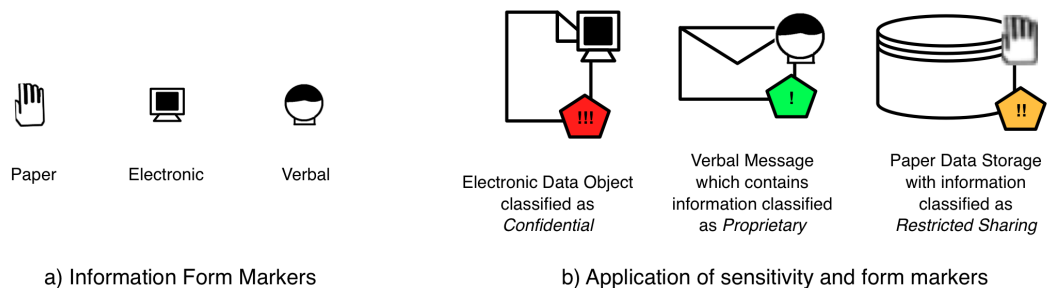 Paper
Electronic
Verbal
a) Information Form Markers
!!!
!
!!
Electronic Data Object
classified as
Confidential
Verbal Message
which contains
information classified
as Proprietary
Paper Data Storage
with information
classified as
Restricted Sharing
b) Application of sensitivity and form markers